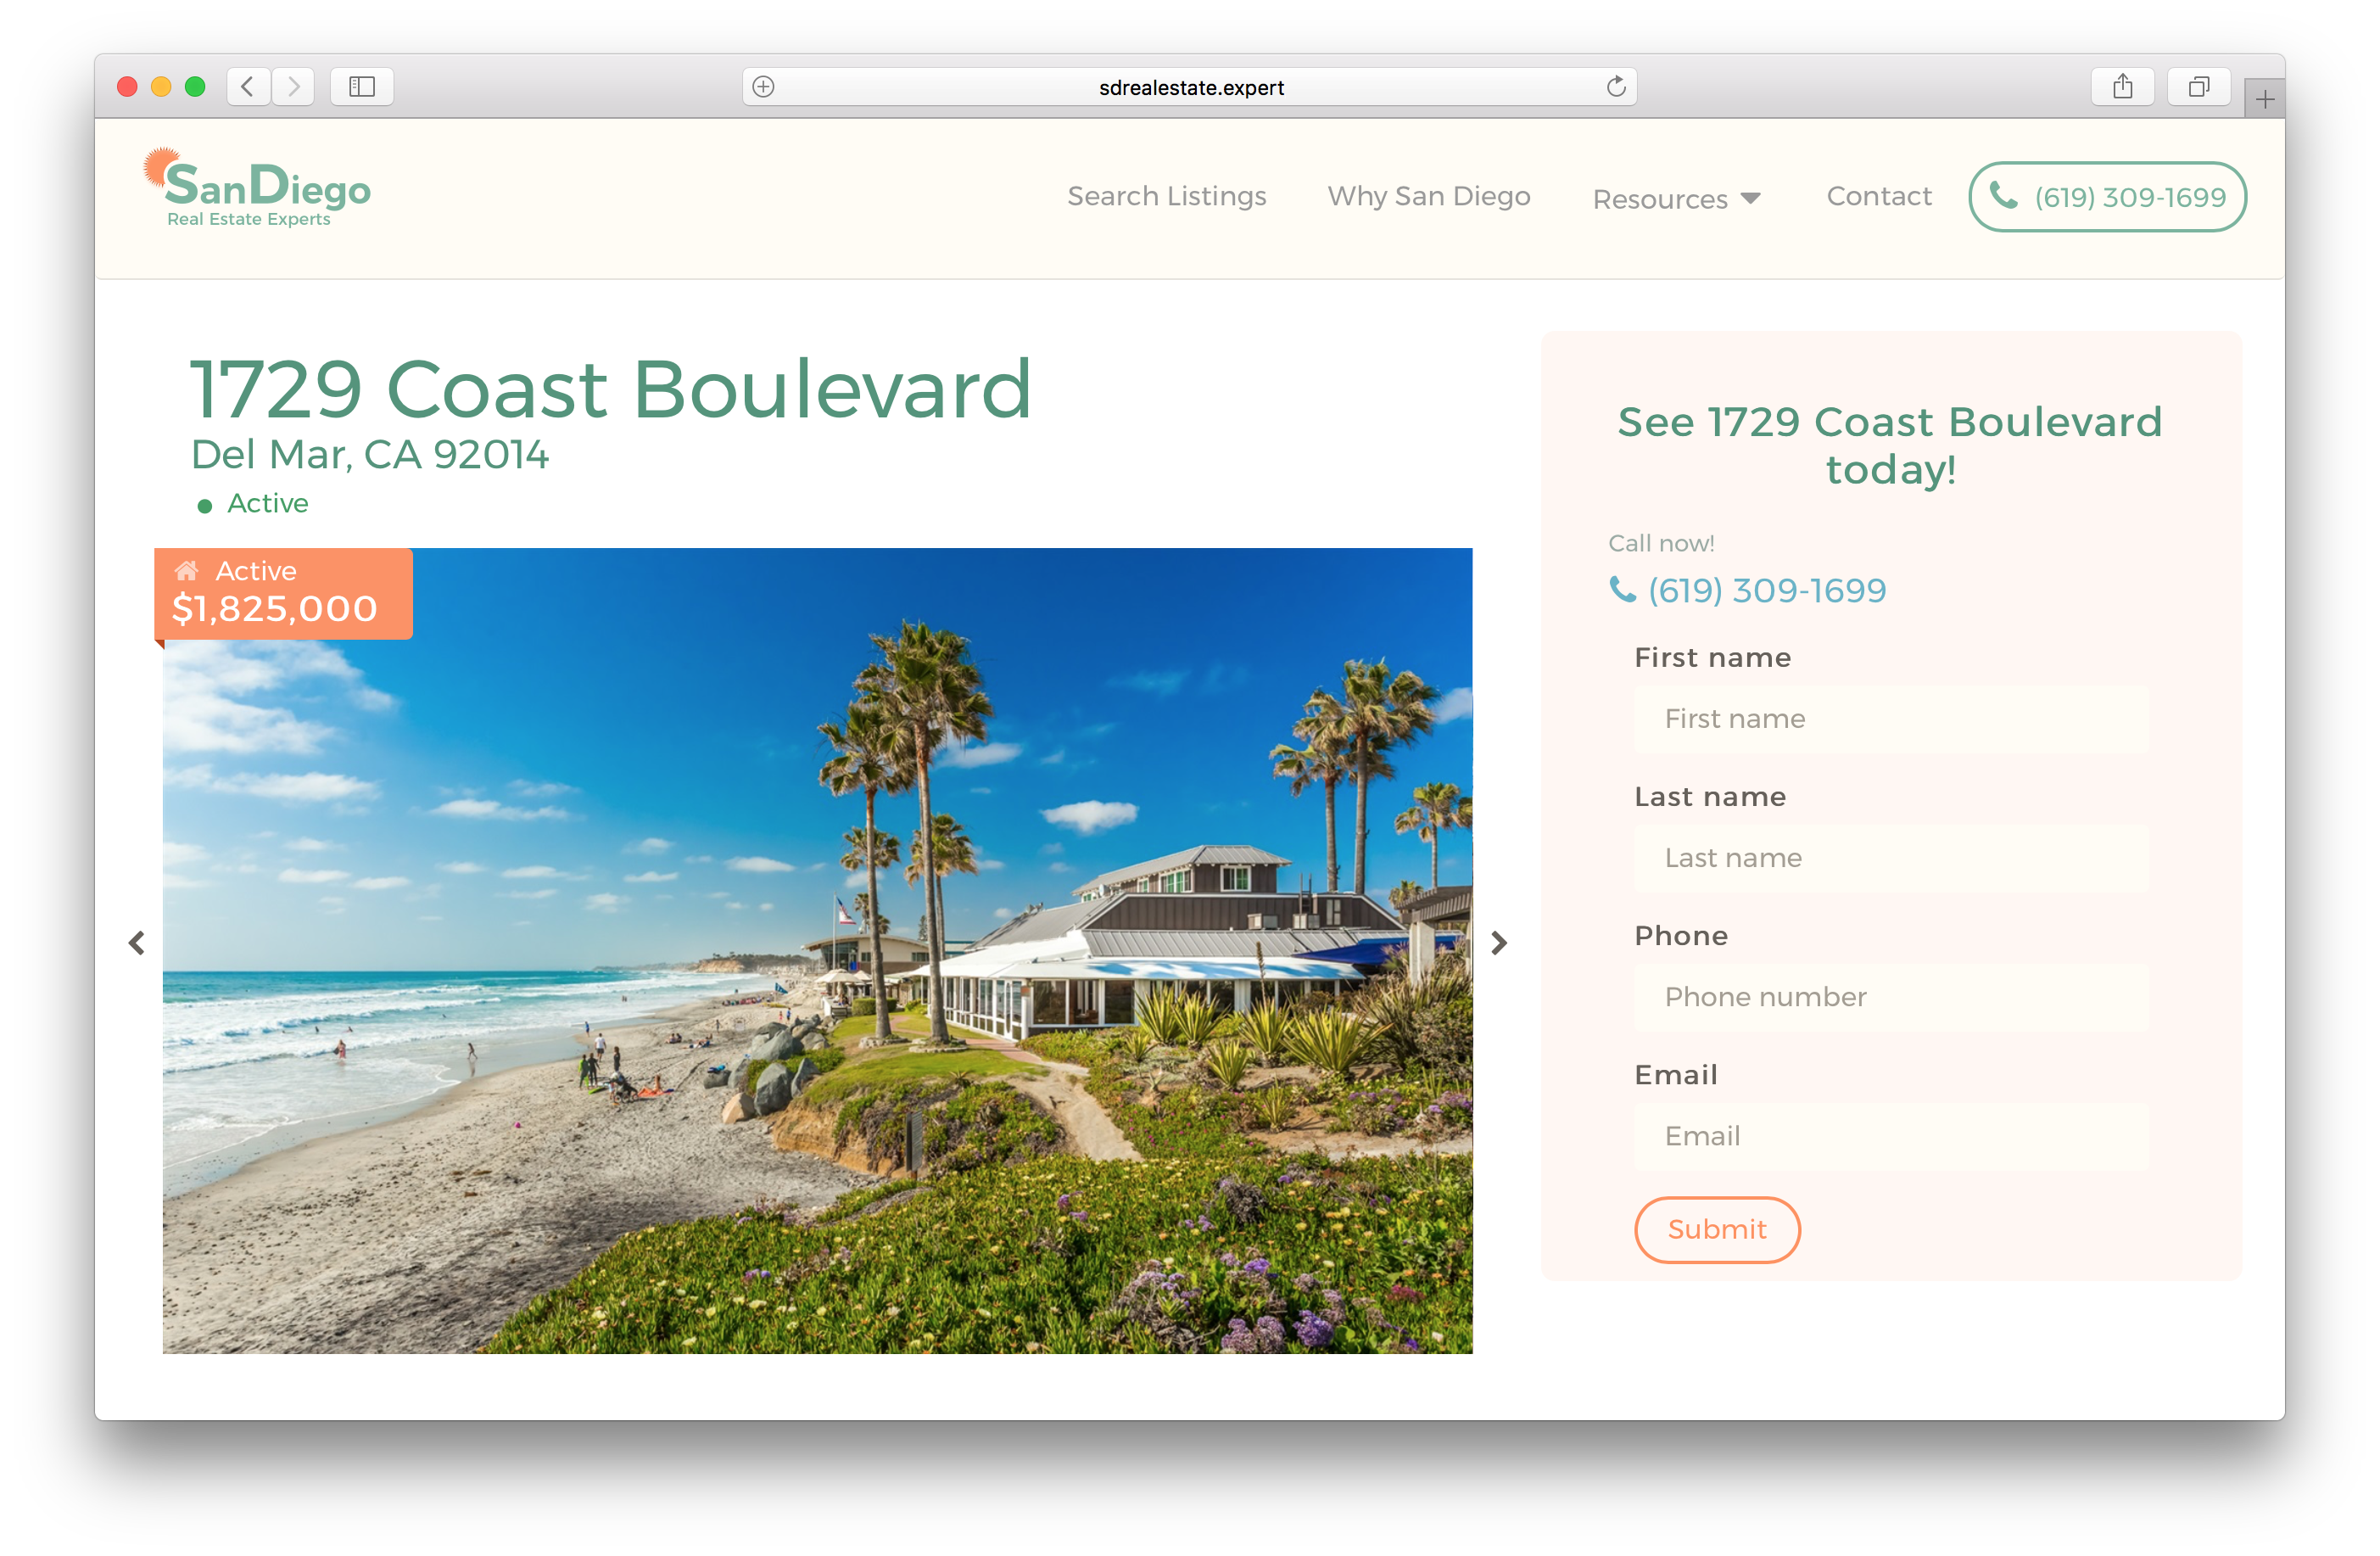 sdrealestate.expert
SanDiego
Real Estate Experts
Search Listings
Why San Diego
Resources
Contact
(619) 309-1699
1729 Coast Boulevard
Del Mar, CA 92014
Active
Active
$1,825,000
See 1729 Coast Boulevard
today!
Call now!
(619) 309-1699
First name
First name
Last name
Last name
Phone
Phone number
Email
Email
Submit